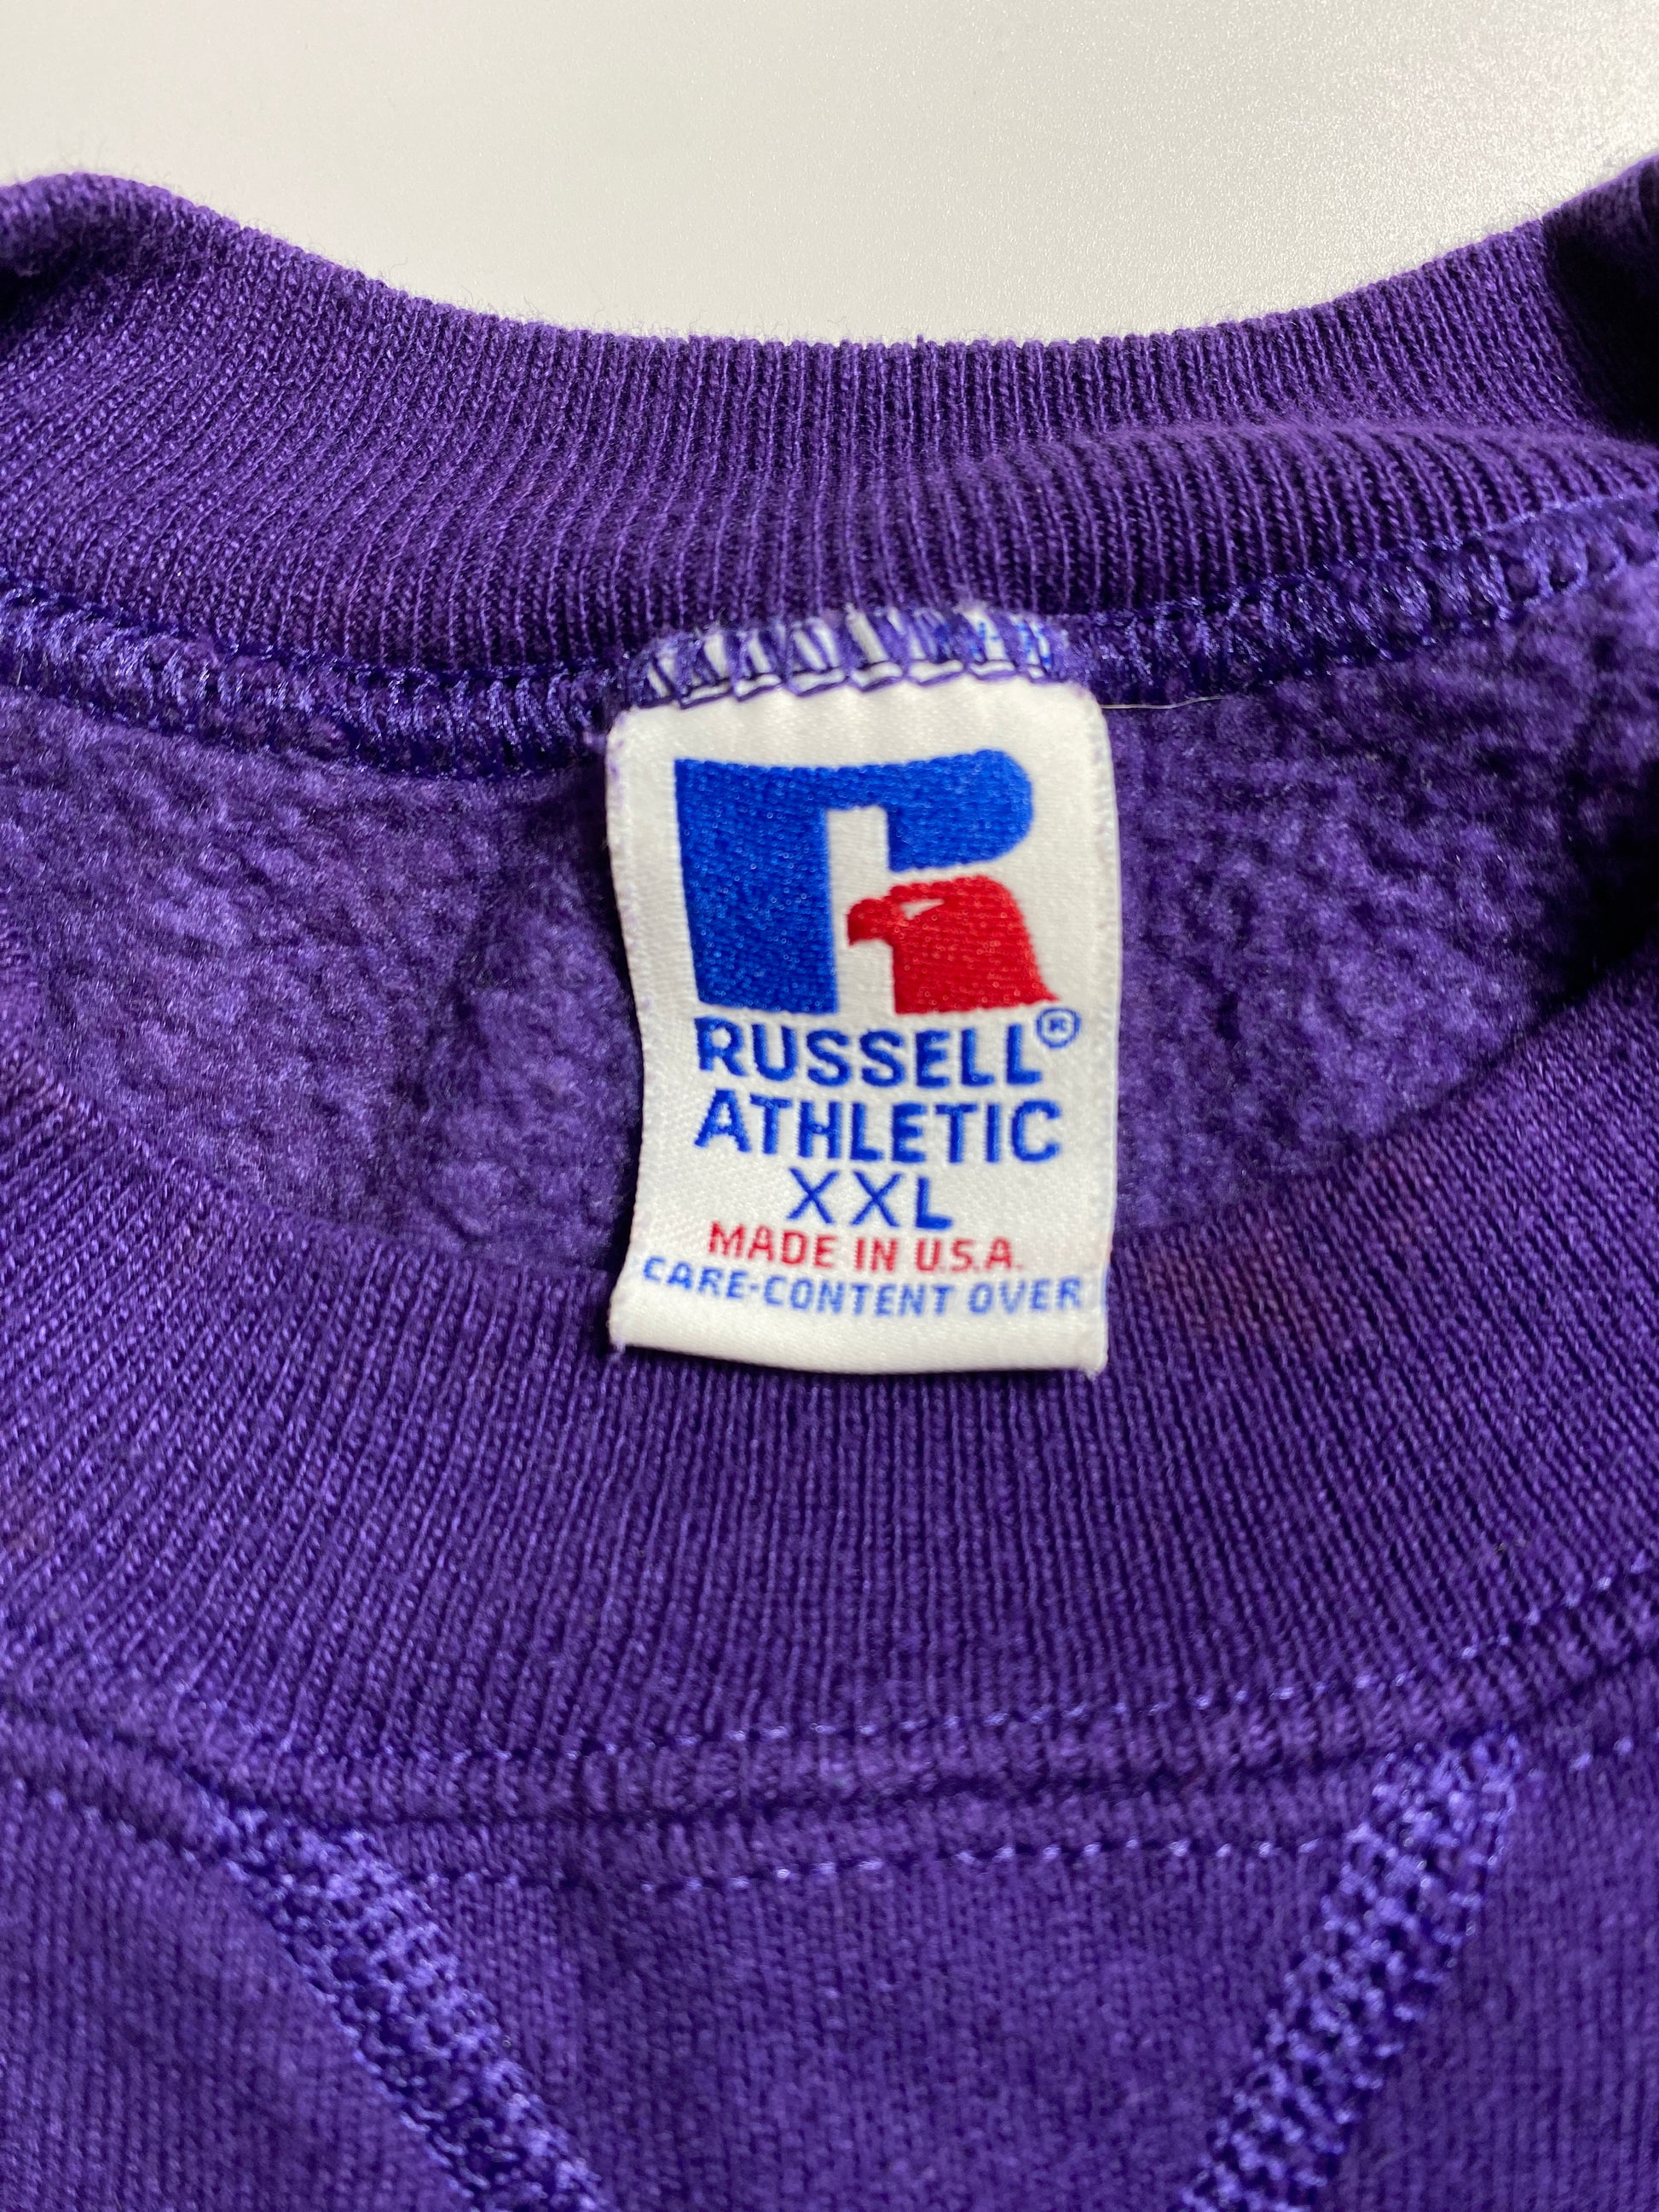 RUSSELL®
ATHLETIC
XXL
MADE IN U.S.A.
CARE-CONTENT OVER